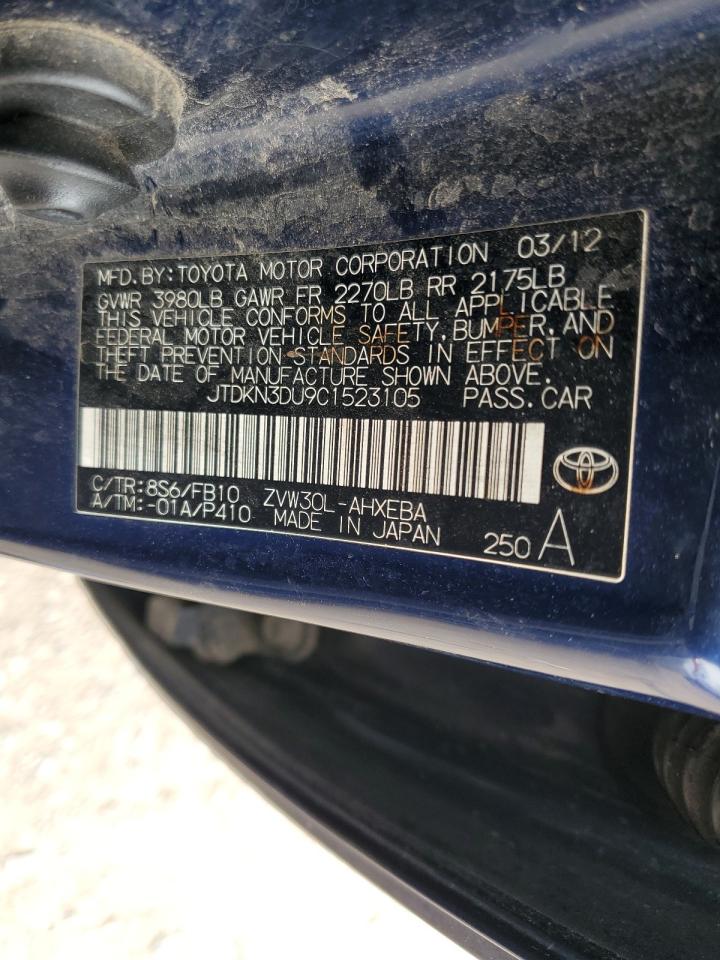 MFD. BY: TOYOTA MOTOR CORPORATION 03/12
GVWR 3980LB GAWR FR 2270LB RR 2175LB
THIS VEHICLE CONFORMS TO ALL APPLICABLE
FEDERAL MOTOR VEHICLE SAFETY, BUMPER, AND
THEFT PREVENTION STANDARDS IN EFFECT ON
THE DATE OF MANUFACTURE SHOWN ABOVE.
JTDKN3DU9C1523105 PASS. CAR
C/TR: 8S6/FB10 ZVW30L-AHXEBA
A/TM: -01A/P410 MADE IN JAPAN 250 A